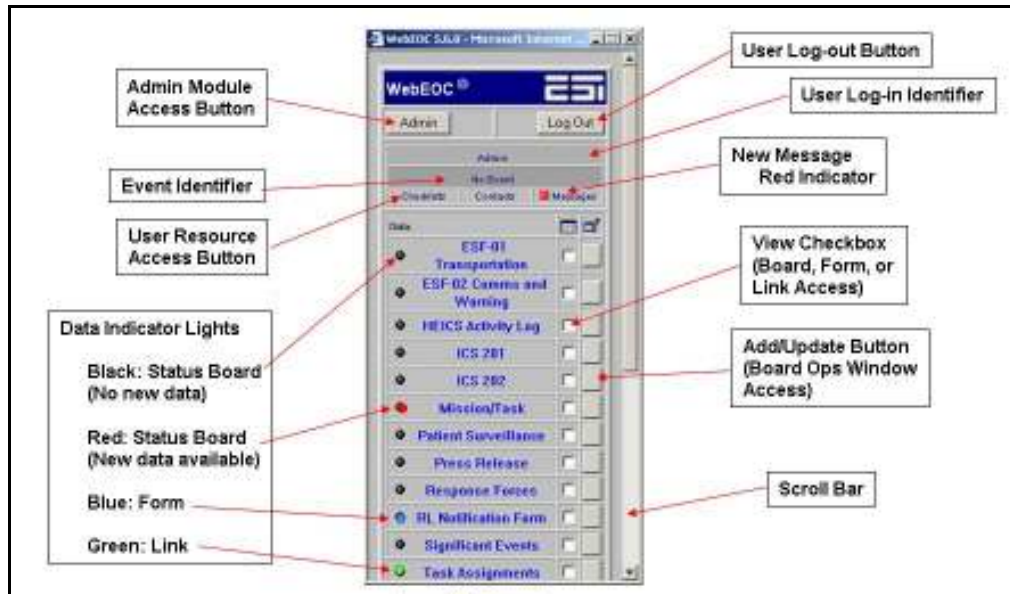 WebEOC 5.6.0 - Microsoft Internet ...
WebEOC ®
ESI
Admin
Log Out
Admin
Contacts
Messages
Data
ESF-01
Transportation
ESF-02 Comms and
Warning
HEICS Activity Log
ICS 201
ICS 202
Mission/Task
Patient Surveillance
Press Release
Response Forces
RL Notification Form
Significant Events
Task Assignments
Admin Module
Access Button
Event Identifier
User Resource
Access Button
Data Indicator Lights
Black: Status Board
(No new data)
Red: Status Board
(New data available)
Blue: Form
Green: Link
User Log-out Button
User Log-in Identifier
New Message
Red Indicator
View Checkbox
(Board, Form, or
Link Access)
Add/Update Button
(Board Ops Window
Access)
Scroll Bar